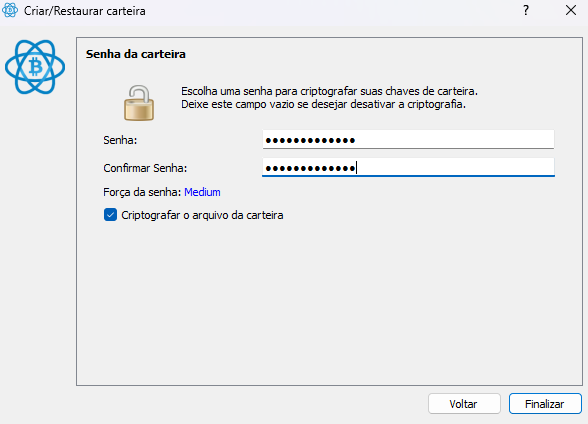 Criar/Restaurar carteira
Senha da carteira
Escolha uma senha para criptografar suas chaves de carteira.
Deixe este campo vazio se desejar desativar a criptografia.
Senha: ●●●●●●●●●●●●●
Confirmar Senha: ●●●●●●●●●●●●●
Força da senha: Medium
Criptografar o arquivo da carteira
Voltar Finalizar